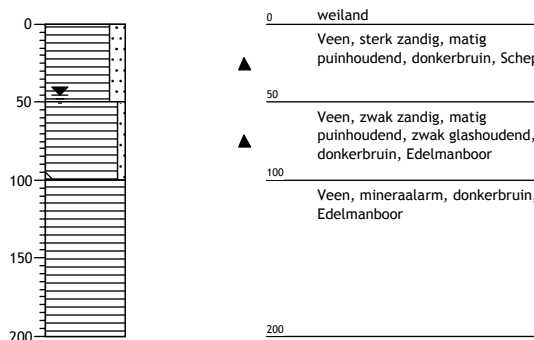 0
50
100
150
200
0 weiland
Veen, sterk zandig, matig
puinhoudend, donkerbruin,
50
Veen, zwak zandig, matig
puinhoudend, zwak glashoudend,
donkerbruin, Edelmanboor
100
Veen, mineraalarm, donkerbruin,
Edelmanboor
200